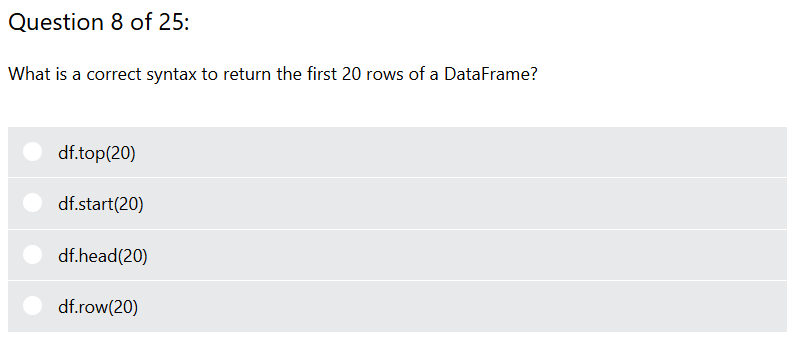 Question 8 of 25:
What is a correct syntax to return the first 20 rows of a DataFrame?
df.top(20)
df.start(20)
df.head(20)
df.row(20)